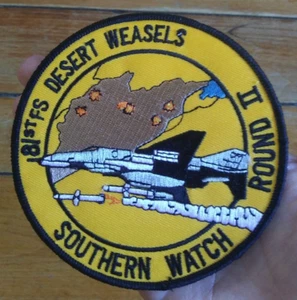 81ST FS DESERT WEASELS
ROUND II
SOUTHERN WATCH